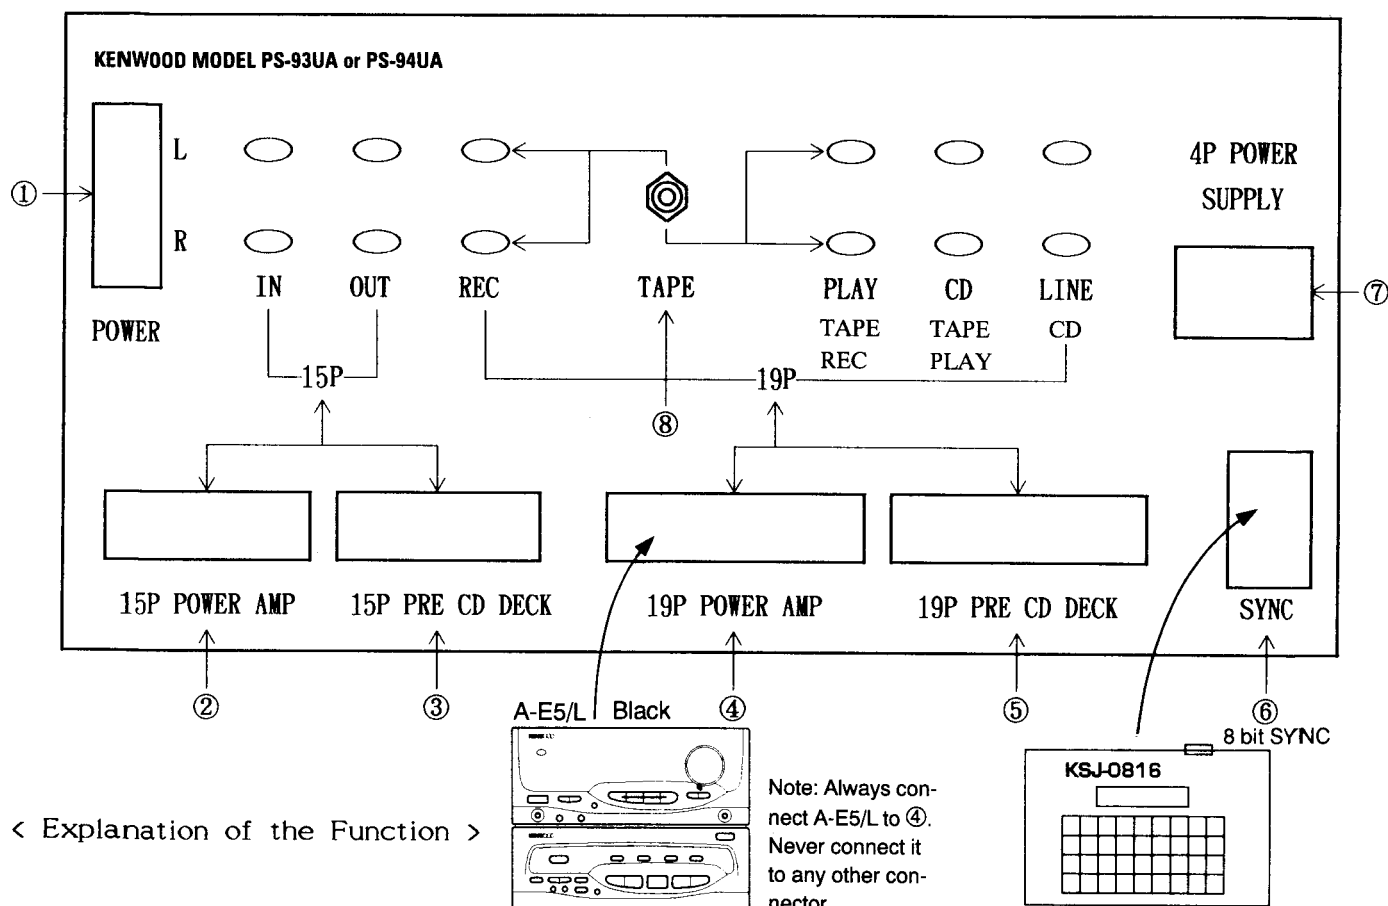 KENWOOD MODEL PS-93UA or PS-94UA
L
4P POWER
SUPPLY
①
R
⑦
IN OUT REC TAPE PLAY CD LINE
POWER
TAPE TAPE CD
REC PLAY
15P 19P
⑧
15P POWER AMP 15P PRE CD DECK 19P POWER AMP 19P PRE CD DECK SYNC
② ③ ④ ⑤ ⑥
A-E5/L Black
8 bit SYNC
KSJ-0816
Note: Always con-
nect A-E5/L to ④.
Never connect it
to any other con-
nector
< Explanation of the Function >